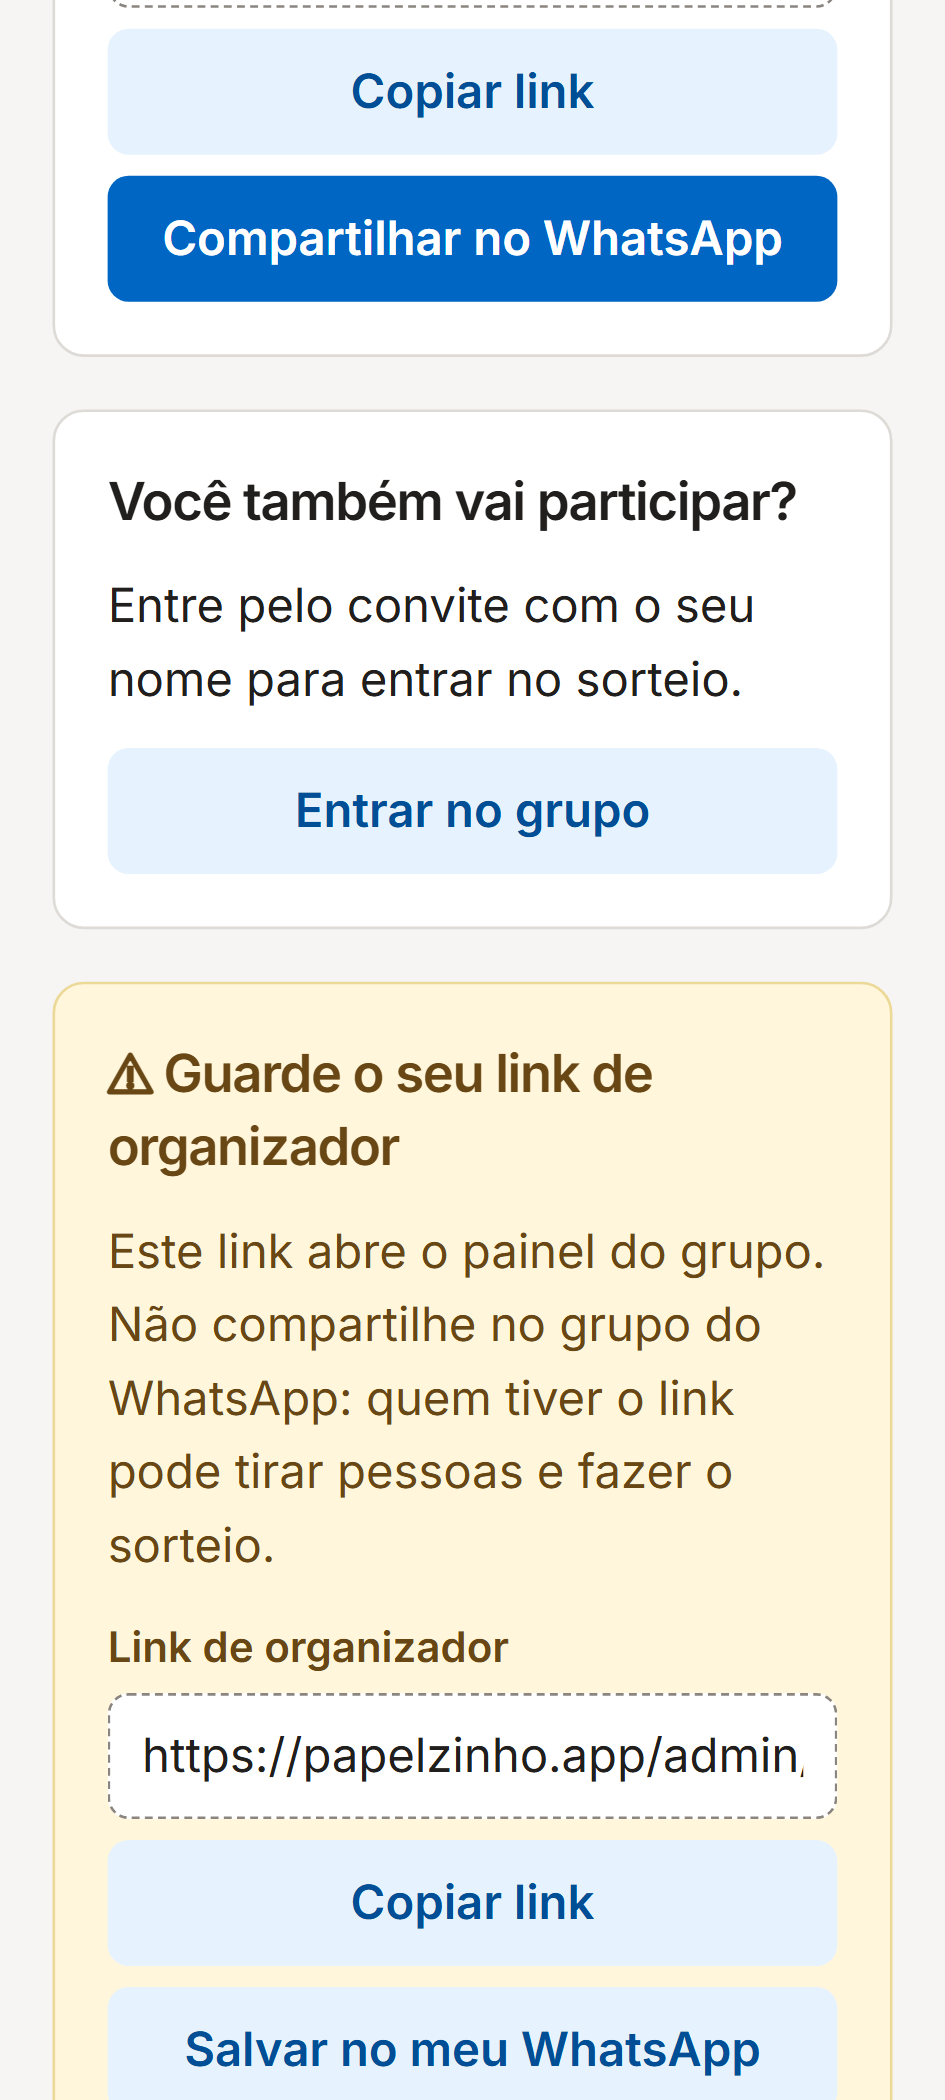 Copiar link
Compartilhar no WhatsApp
Você também vai participar?
Entre pelo convite com o seu
nome para entrar no sorteio.
Entrar no grupo
⚠ Guarde o seu link de
organizador
Este link abre o painel do grupo.
Não compartilhe no grupo do
WhatsApp: quem tiver o link
pode tirar pessoas e fazer o
sorteio.
Link de organizador
https://papelzinho.app/admin/
Copiar link
Salvar no meu WhatsApp